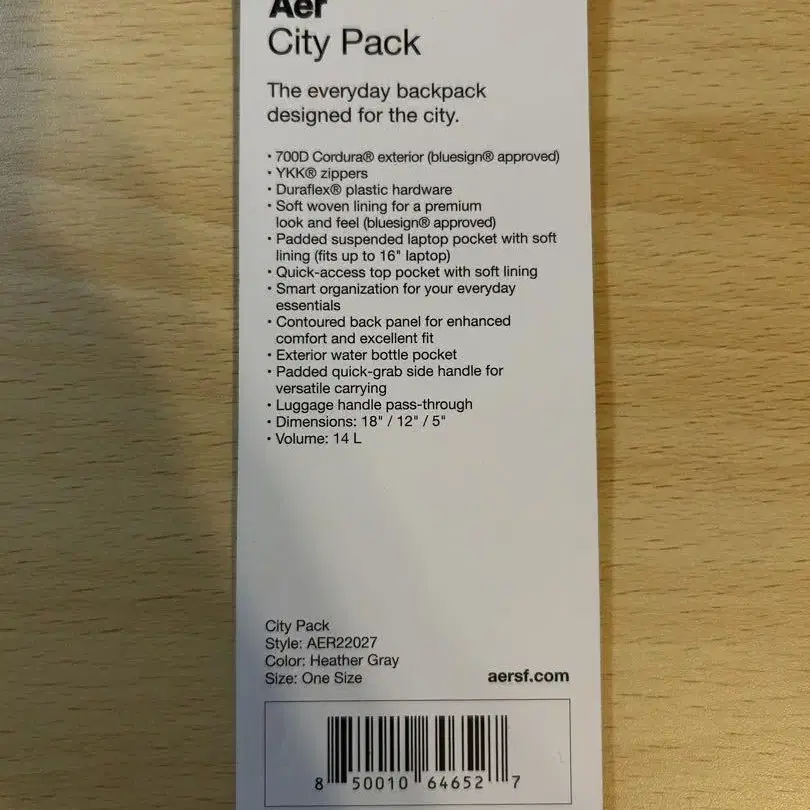 Aer
City Pack
The everyday backpack
designed for the city.
• 700D Cordura® exterior (bluesign® approved)
• YKK® zippers
• Duraflex® plastic hardware
• Soft woven lining for a premium
look and feel (bluesign® approved)
• Padded suspended laptop pocket with soft
lining (fits up to 16" laptop)
• Quick-access top pocket with soft lining
• Smart organization for your everyday
essentials
• Contoured back panel for enhanced
comfort and excellent fit
• Exterior water bottle pocket
• Padded quick-grab side handle for
versatile carrying
• Luggage handle pass-through
• Dimensions: 18" / 12" / 5"
• Volume: 14 L
City Pack
Style: AER22027
Color: Heather Gray
Size: One Size
aersf.com
8 50010 64652 7